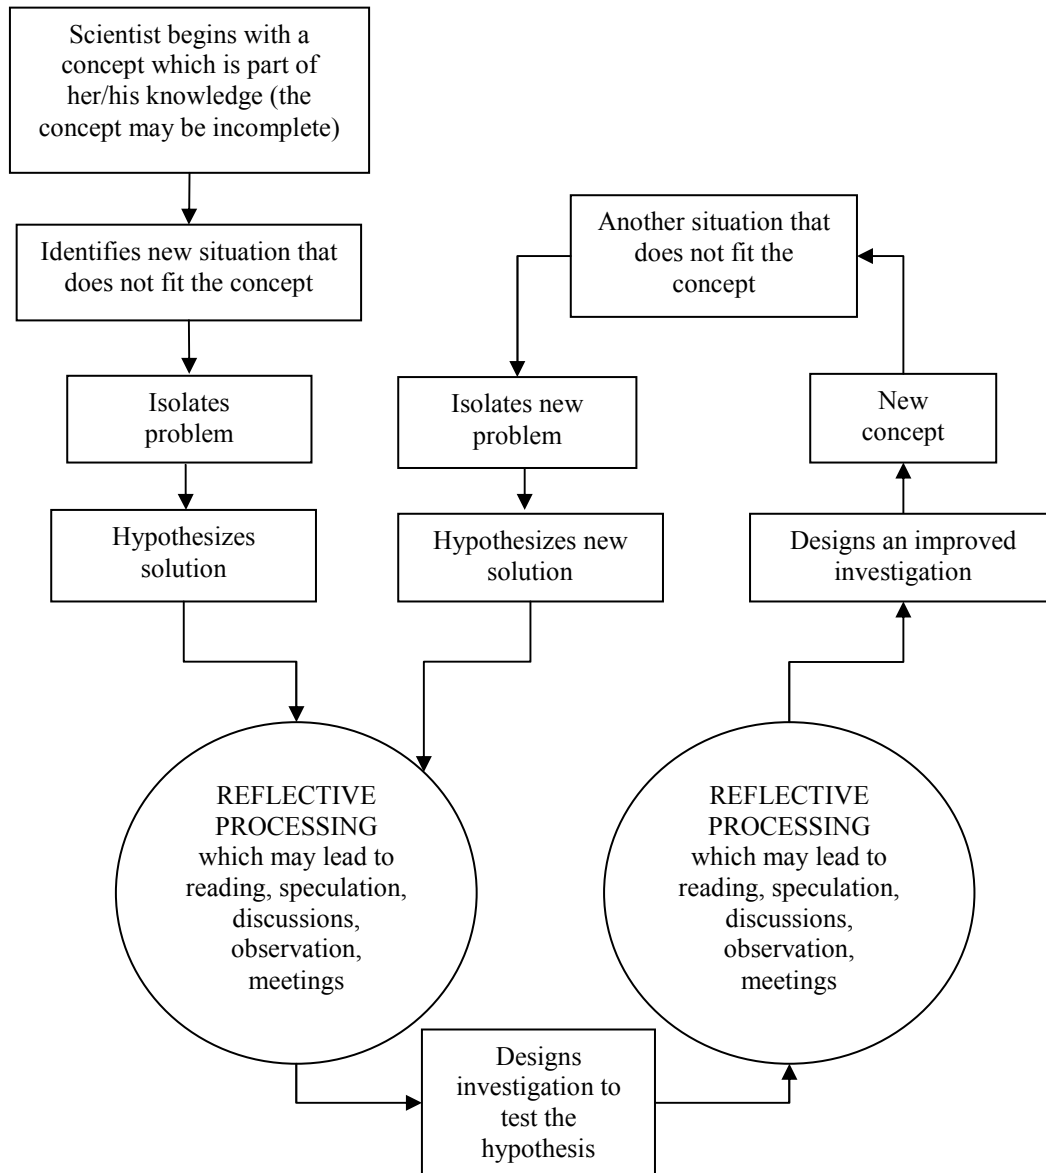 Scientist begins with a
concept which is part of
her/his knowledge (the
concept may be incomplete)
Identifies new situation that
does not fit the concept
Isolates
problem
Hypothesizes
solution
Another situation that
does not fit the
concept
Isolates new
problem
Hypothesizes new
solution
New
concept
Designs an improved
investigation
REFLECTIVE
PROCESSING
which may lead to
reading, speculation,
discussions,
observation,
meetings
REFLECTIVE
PROCESSING
which may lead to
reading, speculation,
discussions,
observation,
meetings
Designs
investigation to
test the
hypothesis